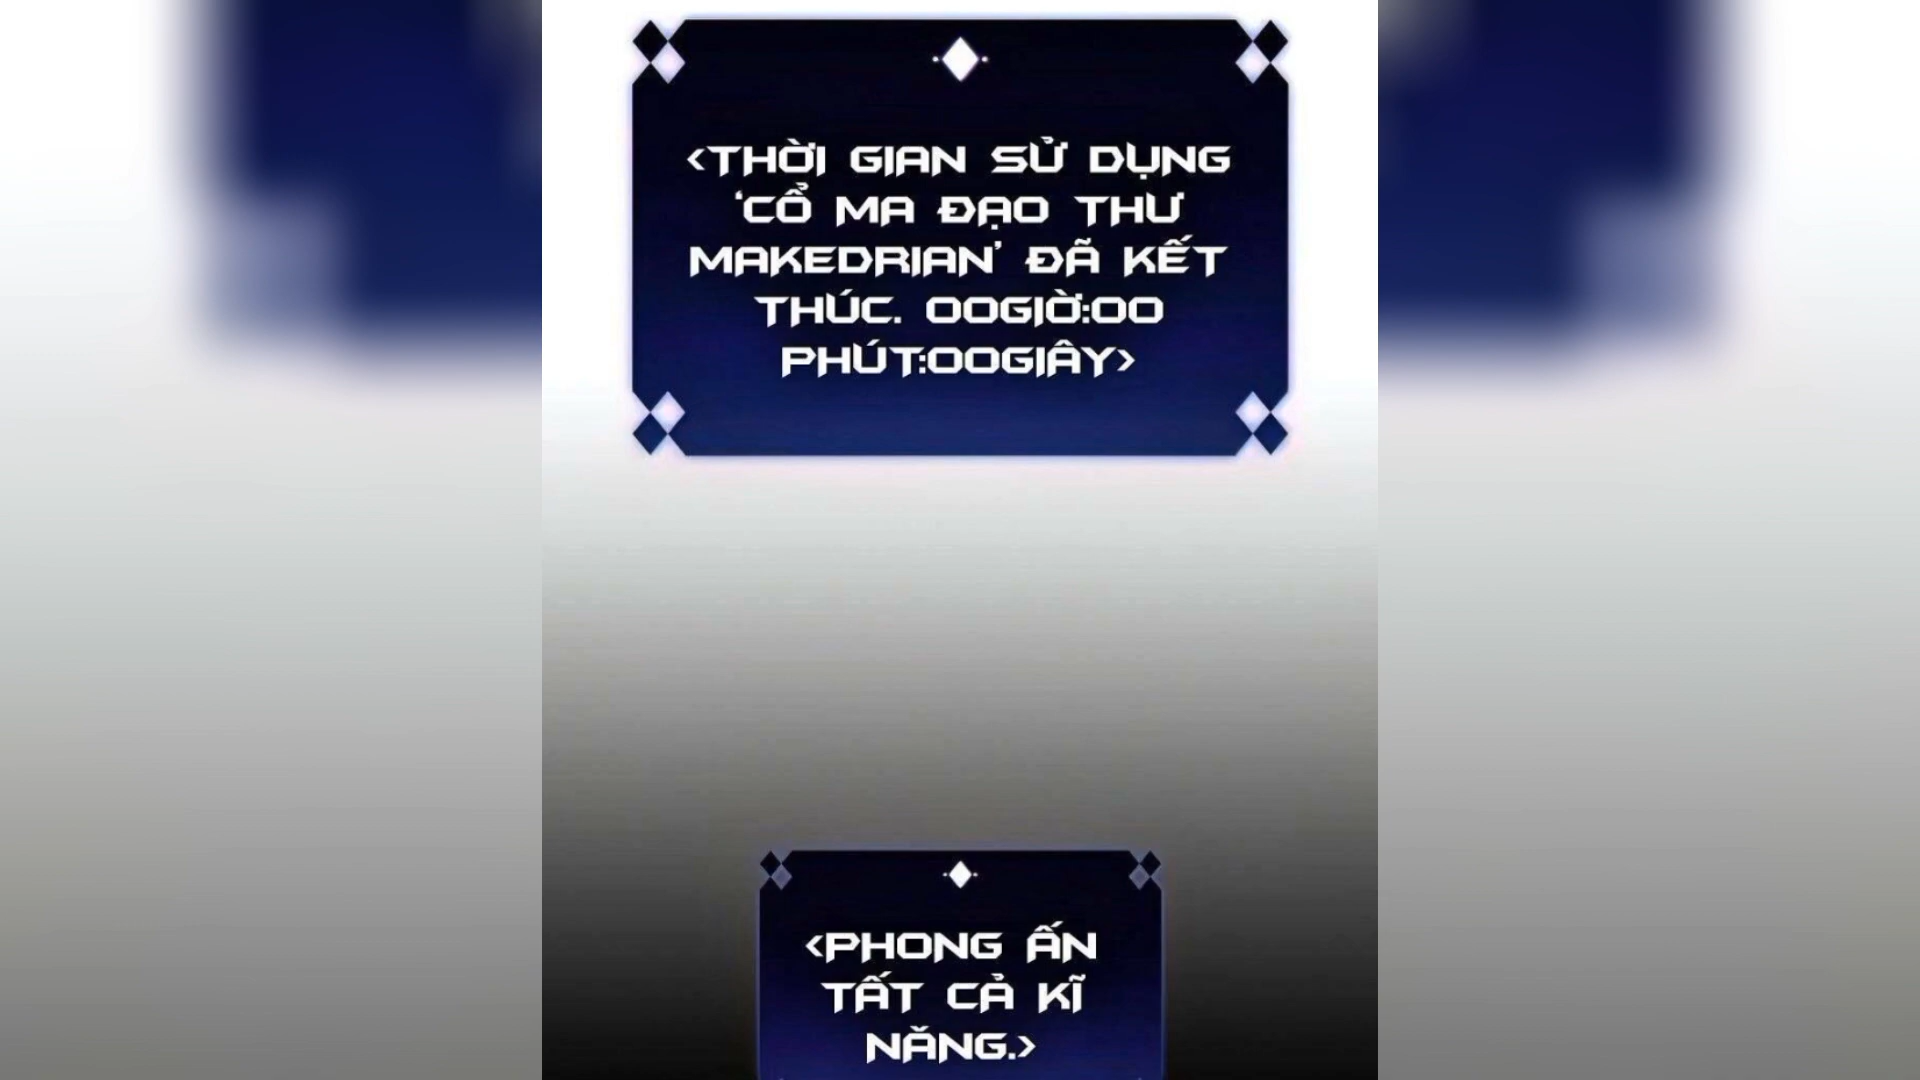 <THỜI GIAN SỬ DỤNG
‘CỔ MA ĐẠO THƯ
MAKEDRIAN’ ĐÃ KẾT
THÚC. 00GIỜ:00
PHÚT:00GIÂY>
<PHONG ẤN
TẤT CẢ KĨ
NĂNG.>